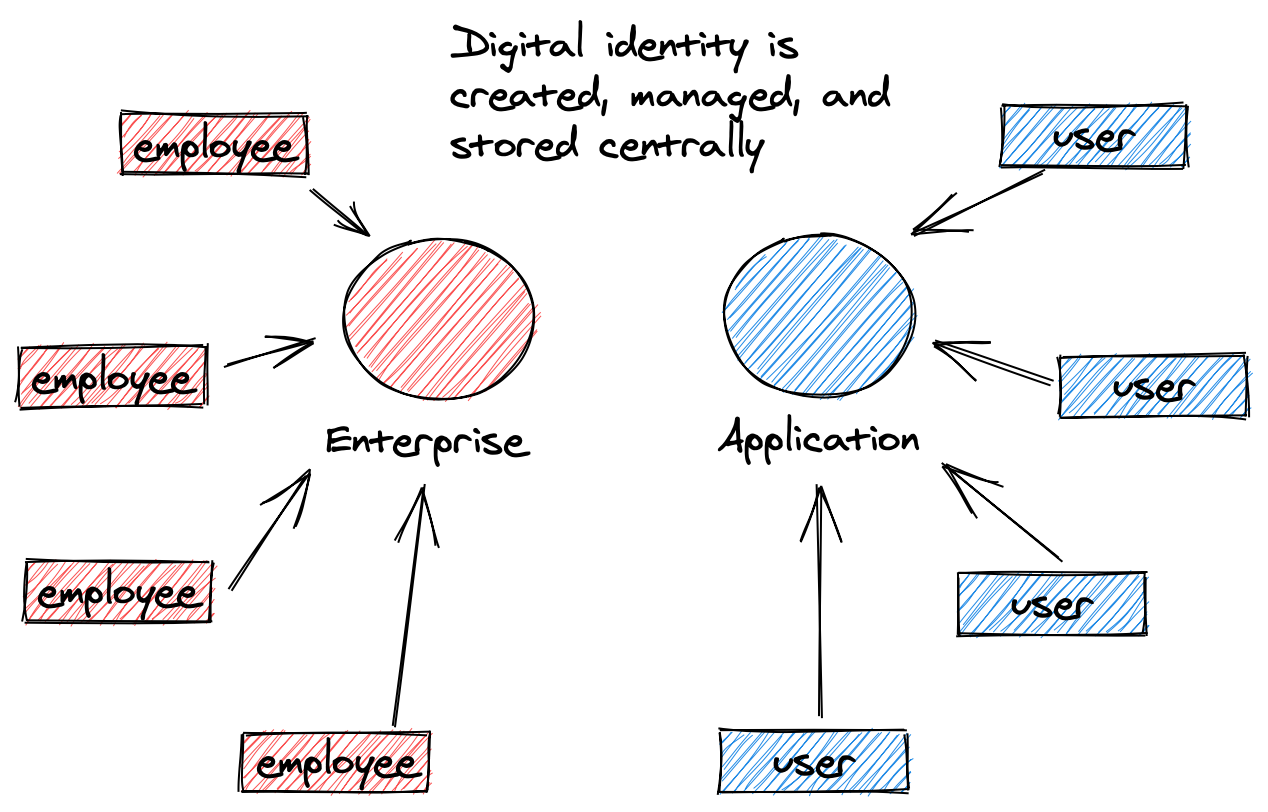 Digital identity is
created, managed, and
stored centrally
employee
user
employee
user
Enterprise
Application
employee
user
employee
user